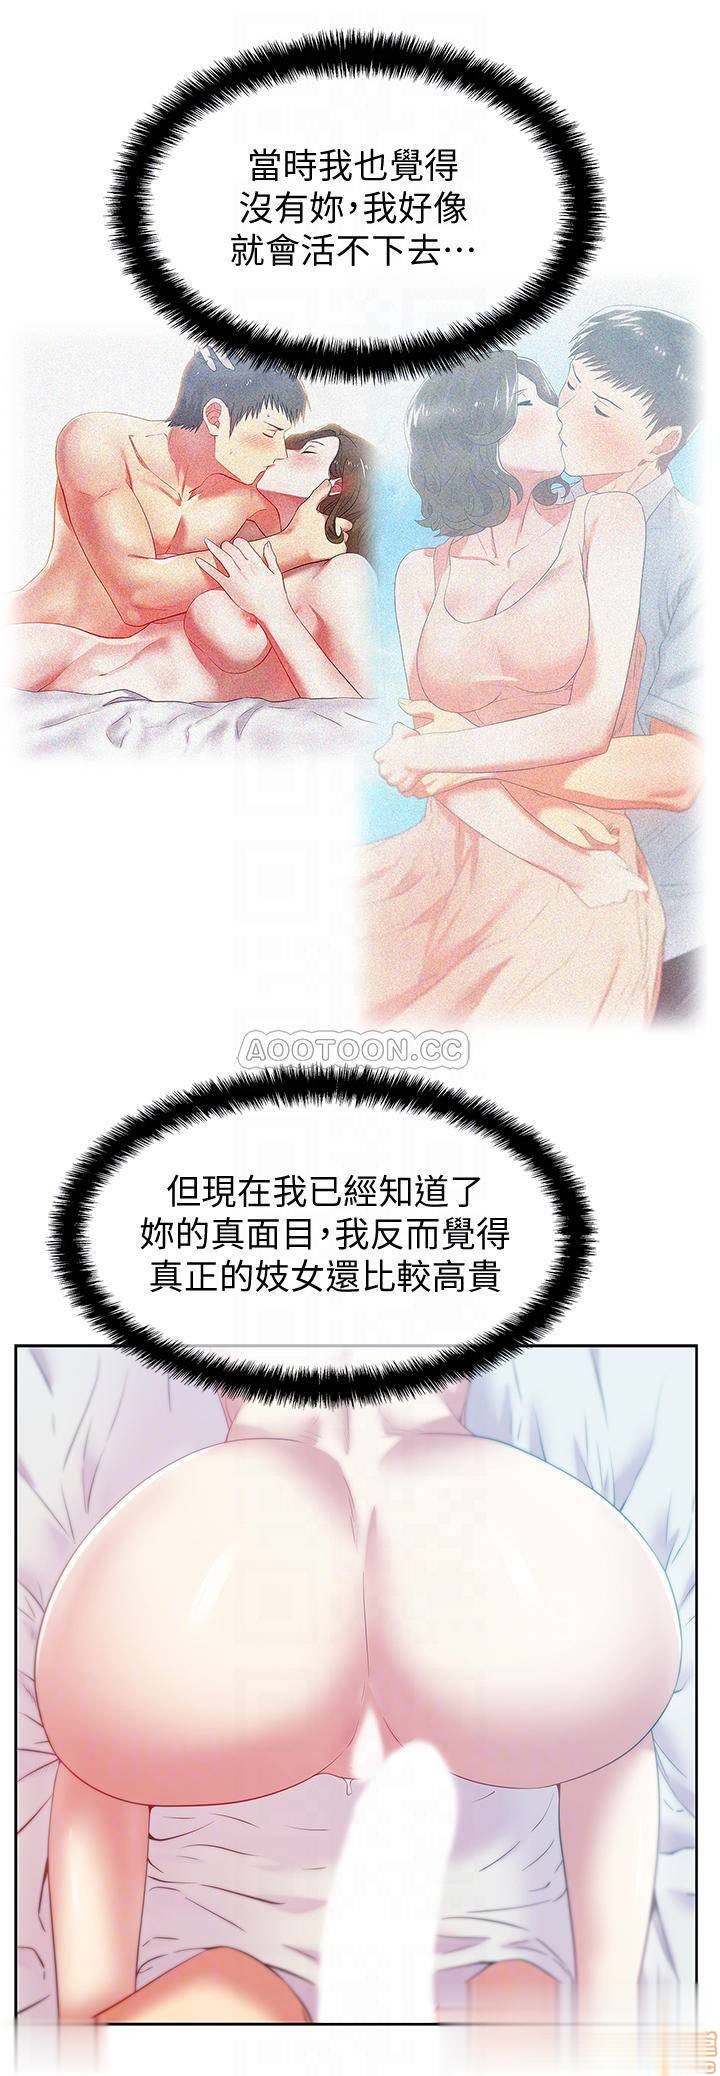 當時我也覺得
沒有妳，我好像
就會活不下去⋯
AOOTOON.CC
但現在我已經知道了
妳的真面目，我反而覺得
真正的妓女還比較高貴